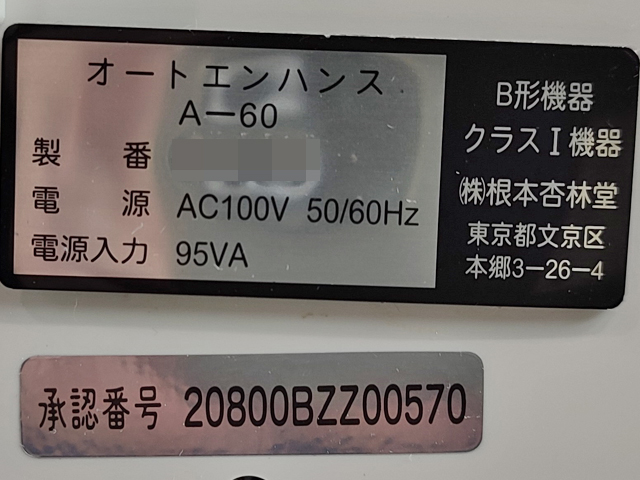 オートエンハンス
A－60
製 番
電 源 AC100V 50/60Hz
電源入力 95VA
B形機器
クラスⅠ機器
㈱根本杏林堂
東京都文京区
本郷3－26－4
承認番号 20800BZZ00570